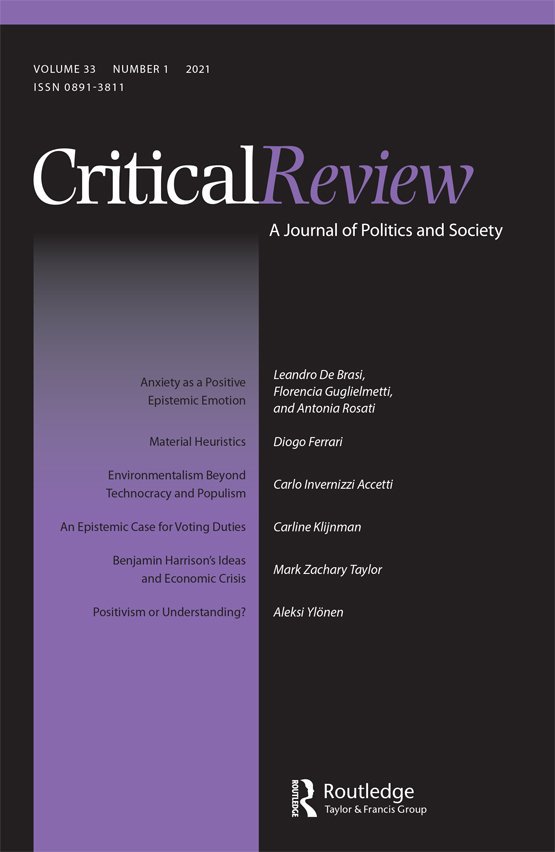 VOLUME 33 NUMBER 1 2021
ISSN 0891-3811
CriticalReview
A Journal of Politics and Society
Anxiety as a Positive
Epistemic Emotion
Leandro De Brasi,
Florencia Guglielmetti,
and Antonia Rosati
Material Heuristics
Diogo Ferrari
Environmentalism Beyond
Technocracy and Populism
Carlo Invernizzi Accetti
An Epistemic Case for Voting Duties
Carline Klijnman
Benjamin Harrison's Ideas
and Economic Crisis
Mark Zachary Taylor
Positivism or Understanding?
Aleksi Ylönen
ROUTLEDGE
Routledge
Taylor & Francis Group